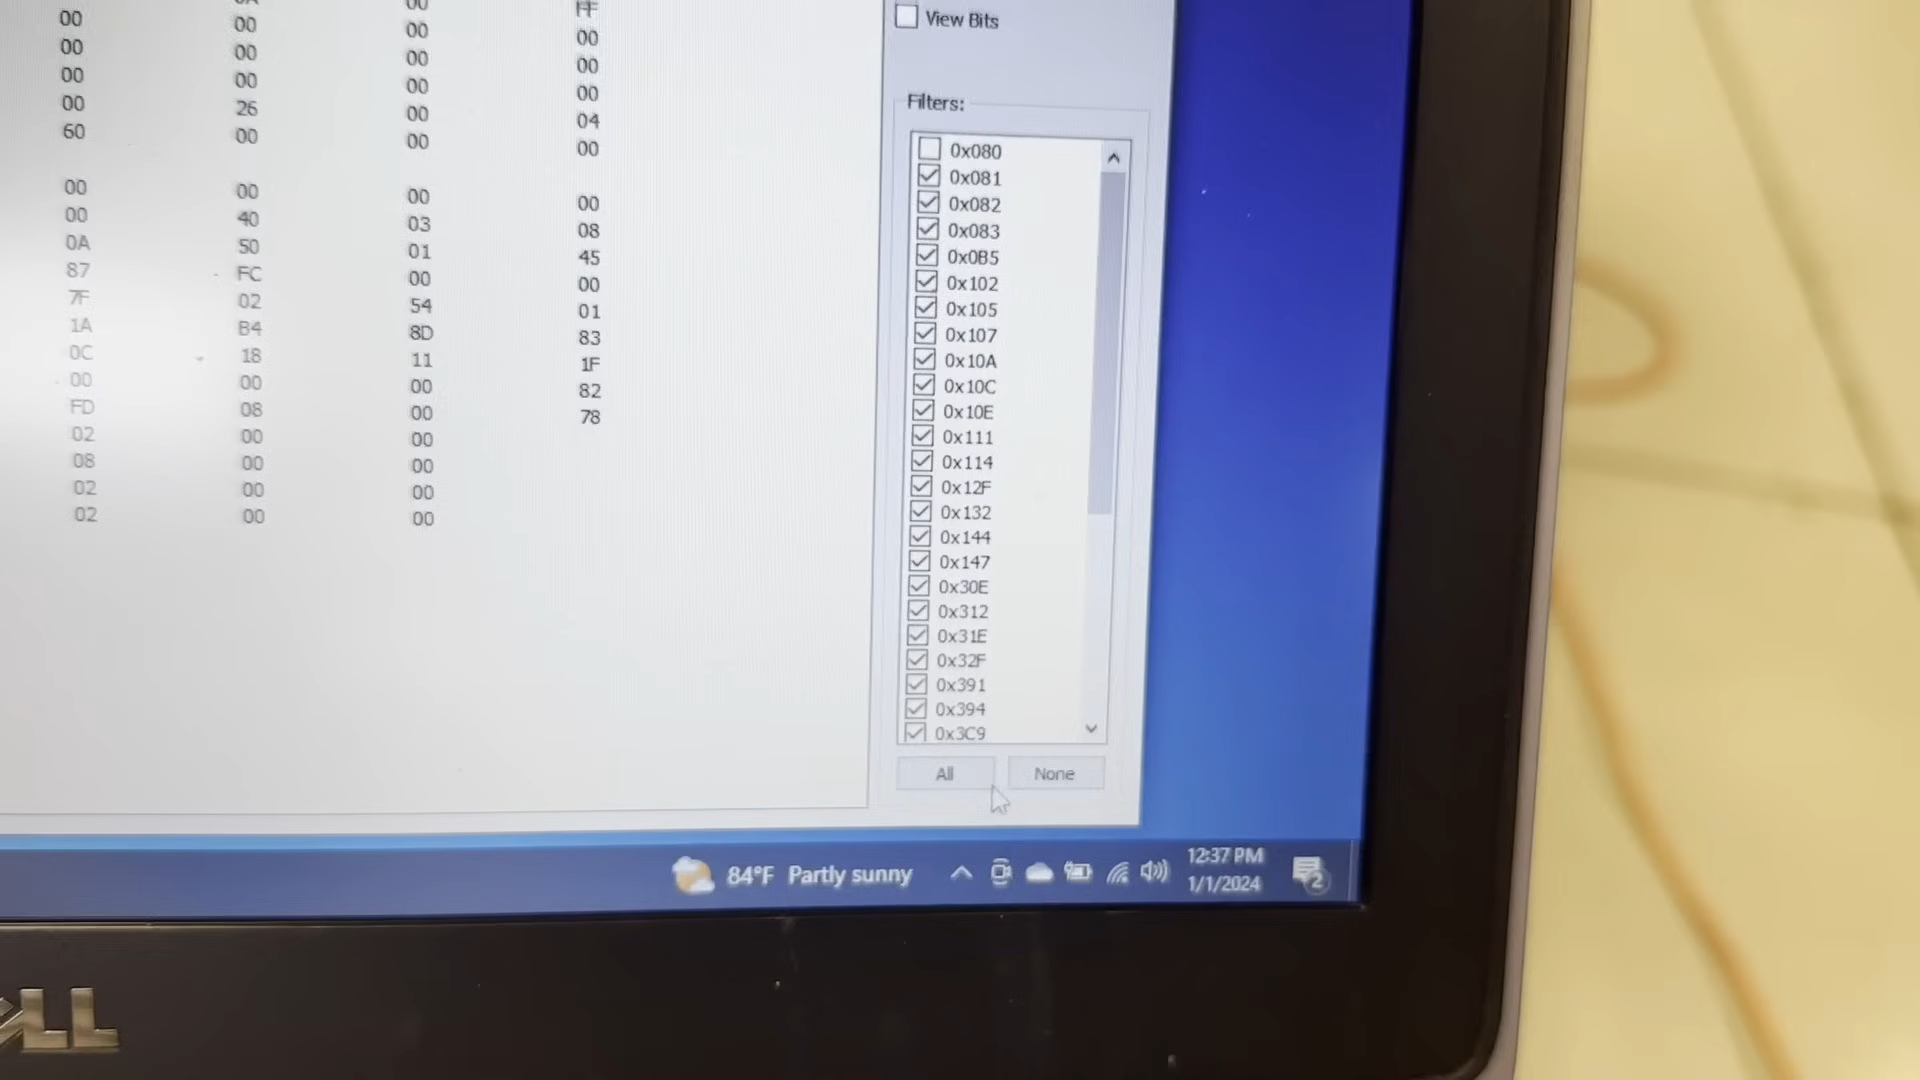 00 00 FF
00 00 00 00
00 00 00 00
00 00 00 00
00 26 00 04
60 00 00 00
00 00 00 00
00 40 03 08
0A 50 01 45
87 FC 00 00
7F 02 54 01
1A B4 8D 83
0C 18 11 1F
00 00 00 82
FD 08 00 78
02 00 00
08 00 00
02 00 00
02 00 00
View Bits
Filters:
0x080
0x081
0x082
0x083
0x0B5
0x102
0x105
0x107
0x10A
0x10C
0x10E
0x111
0x114
0x12F
0x132
0x144
0x147
0x30E
0x312
0x31E
0x32F
0x391
0x394
0x3C9
All None
84°F Partly sunny
12:37 PM
1/1/2024
2
LL